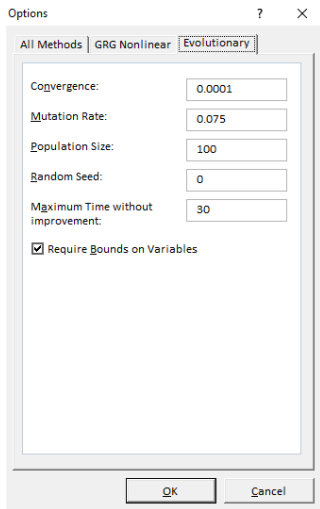 Options ? ×
All Methods GRG Nonlinear Evolutionary
Convergence: 0.0001
Mutation Rate: 0.075
Population Size: 100
Random Seed: 0
Maximum Time without
improvement: 30
Require Bounds on Variables
OK Cancel